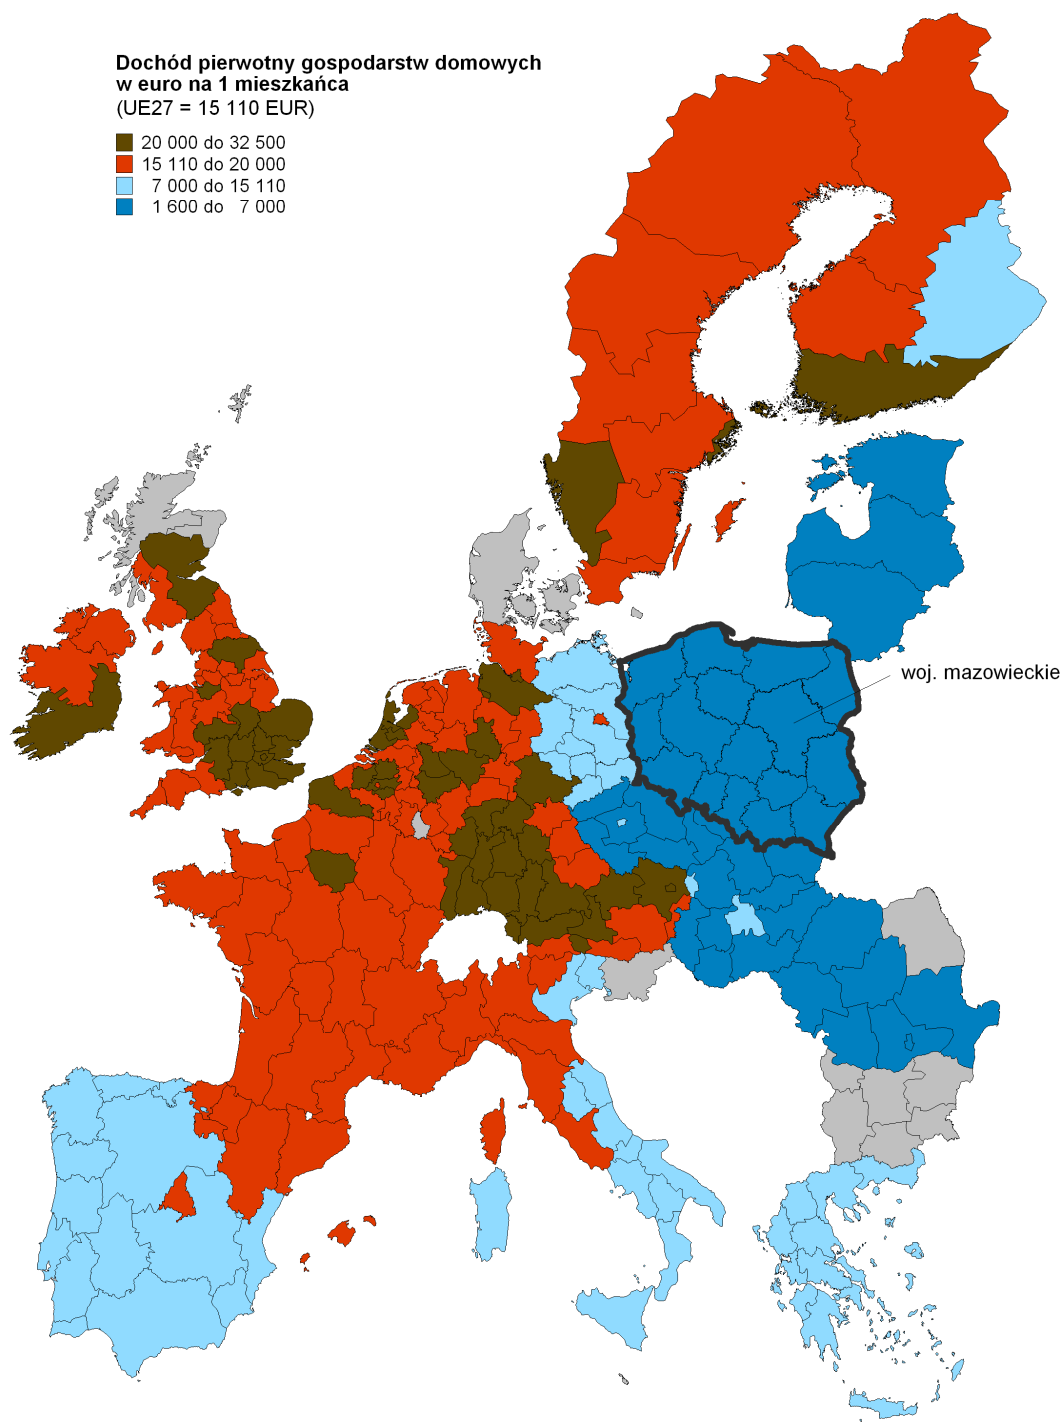 Dochód pierwotny gospodarstw domowych
w euro na 1 mieszkańca
(UE27 = 15 110 EUR)
20 000 do 32 500
15 110 do 20 000
7 000 do 15 110
1 600 do 7 000
woj. mazowieckie